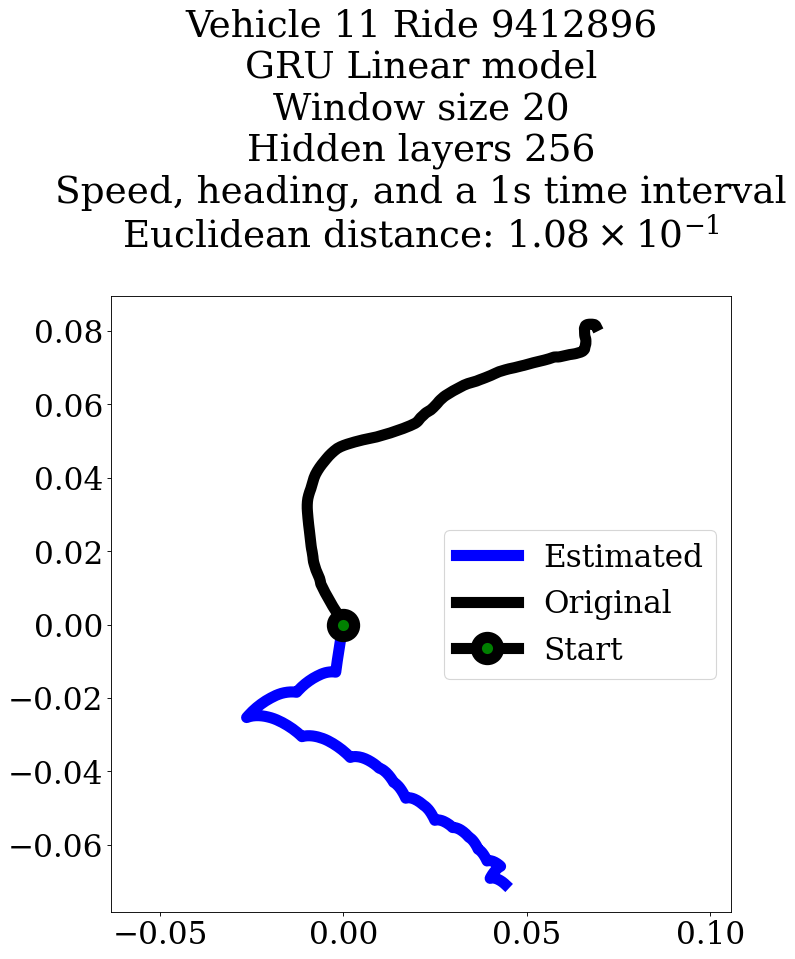 Vehicle 11 Ride 9412896
GRU Linear model
Window size 20
Hidden layers 256
Speed, heading, and a 1s time interval
Euclidean distance: 1.08 × 10⁻¹
0.08
0.06
0.04
0.02
0.00
−0.02
−0.04
−0.06
Estimated
Original
Start
−0.05
0.00
0.05
0.10